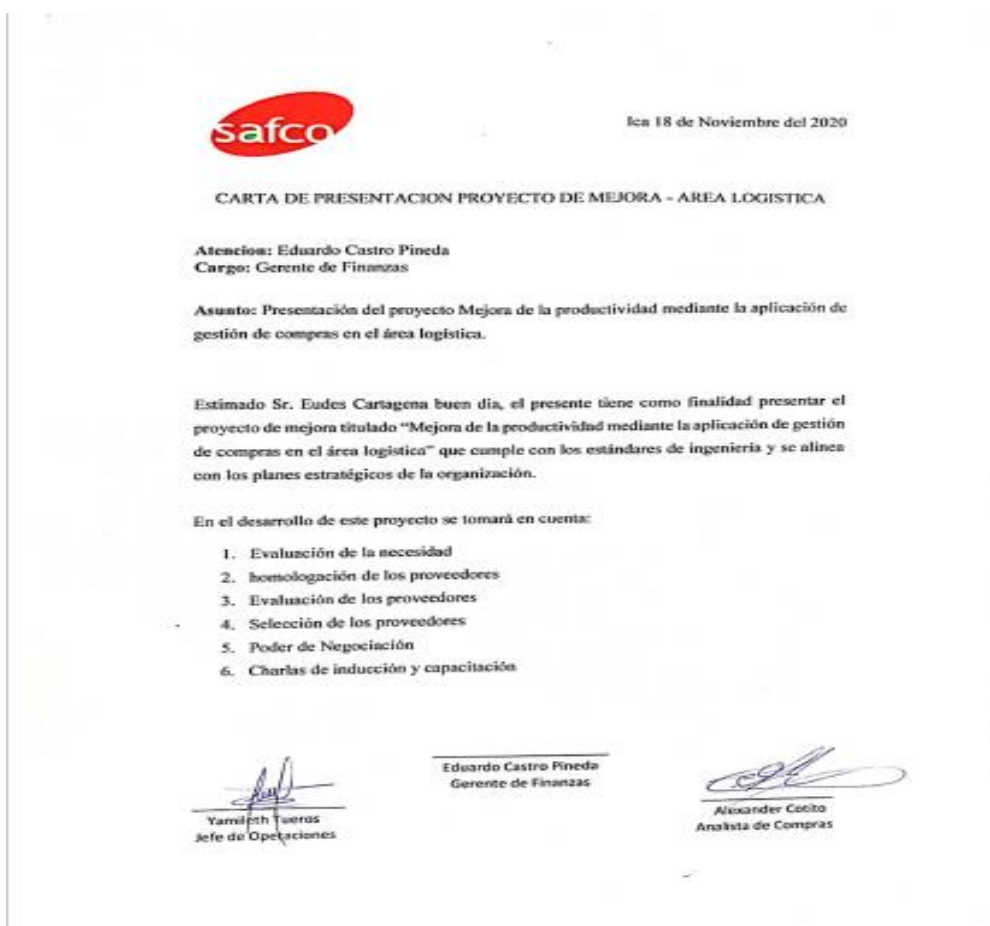 safco
Ica 18 de Noviembre del 2020
CARTA DE PRESENTACION PROYECTO DE MEJORA - AREA LOGISTICA
Atencion: Eduardo Castro Pineda
Cargo: Gerente de Finanzas
Asunto: Presentación del proyecto Mejora de la productividad mediante la aplicación de
gestión de compras en el área logística.
Estimado Sr. Eudes Cartagena buen dia, el presente tiene como finalidad presentar el
proyecto de mejora titulado “Mejora de la productividad mediante la aplicación de gestión
de compras en el área logística” que cumple con los estándares de ingeniería y se alinea
con los planes estratégicos de la organización.
En el desarrollo de este proyecto se tomará en cuenta:
1. Evaluación de la necesidad
2. homologación de los proveedores
3. Evaluación de los proveedores
4. Selección de los proveedores
5. Poder de Negociación
6. Charlas de inducción y capacitación
Yamileth Tueros
Jefe de Operaciones
Eduardo Castro Pineda
Gerente de Finanzas
Alexander Cotito
Analista de Compras